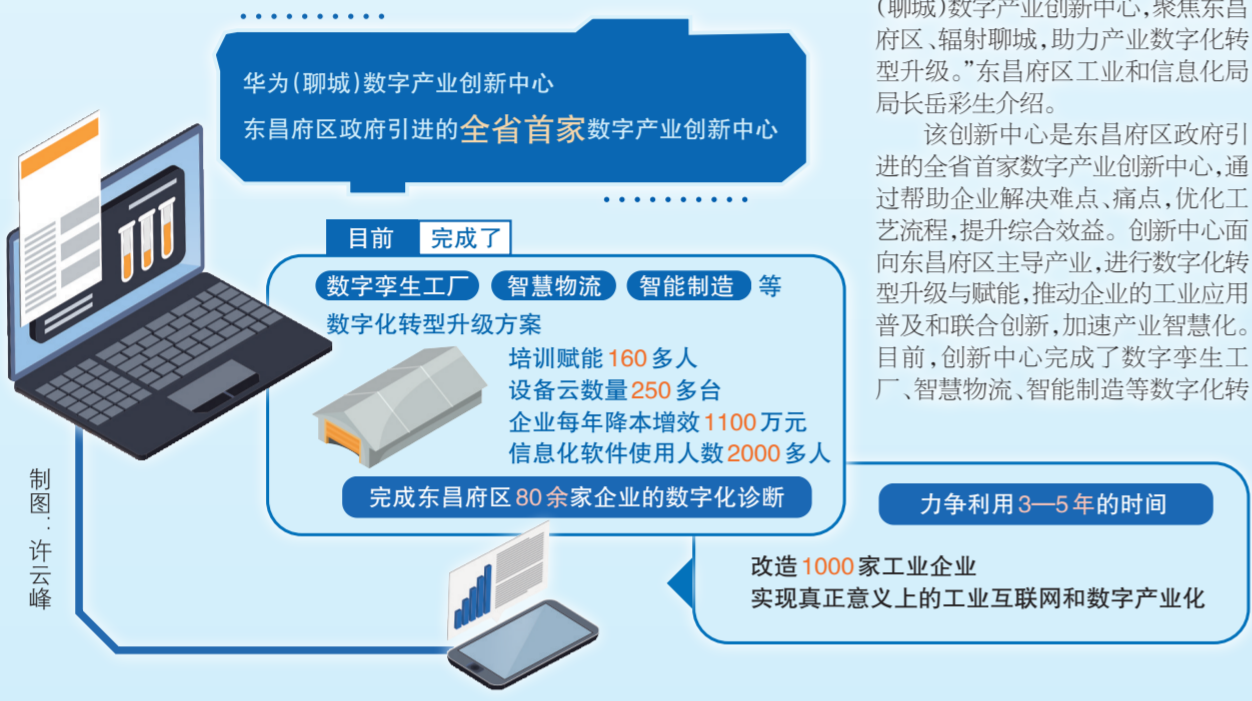 华为(聊城)数字产业创新中心
东昌府区政府引进的全省首家数字产业创新中心
目前 完成了
数字孪生工厂 智慧物流 智能制造 等
数字化转型升级方案
培训赋能160多人
设备云数量250多台
企业每年降本增效1100万元
信息化软件使用人数2000多人
完成东昌府区80余家企业的数字化诊断
力争利用3—5年的时间
改造1000家工业企业
实现真正意义上的工业互联网和数字产业化
制图：许云峰
(聊城)数字产业创新中心,聚焦东昌
府区、辐射聊城,助力产业数字化转
型升级。”东昌府区工业和信息化局
局长岳彩生介绍。
该创新中心是东昌府区政府引
进的全省首家数字产业创新中心,通
过帮助企业解决难点、痛点,优化工
艺流程,提升综合效益。创新中心面
向东昌府区主导产业,进行数字化转
型升级与赋能,推动企业的工业应用
普及和联合创新,加速产业智慧化。
目前,创新中心完成了数字孪生工
厂、智慧物流、智能制造等数字化转